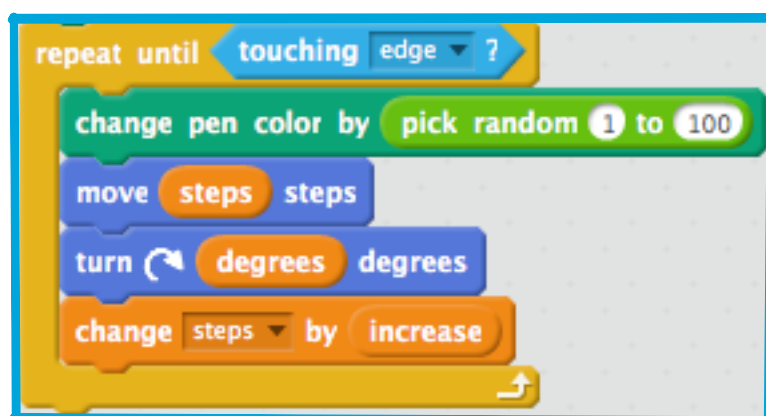 repeat until touching edge ?
change pen color by pick random 1 to 100
move steps steps
turn degrees degrees
change steps by increase